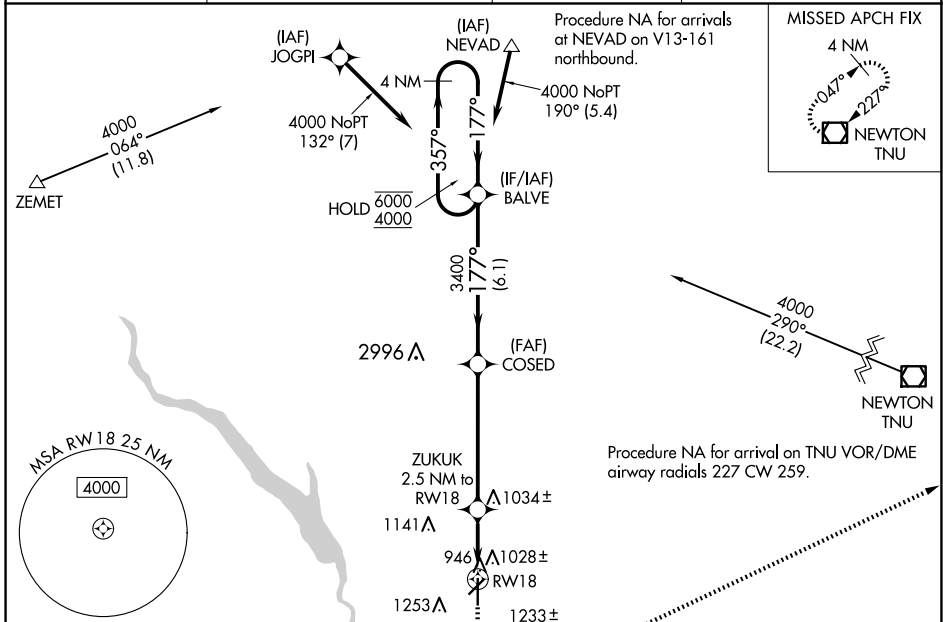 (IAF)
JOGPI
(IAF)
NEVAD
Procedure NA for arrivals
at NEVAD on V13-161
northbound.
MISSED APCH FIX
4 NM
047°
227°
NEWTON
TNU
4 NM
4000 NoPT
190° (5.4)
4000 NoPT
132° (7)
4000
064°
(11.8)
ZEMET
357°
177°
HOLD 6000
4000
(IF/IAF)
BALVE
3400
177°
(6.1)
4000
290°
(22.2)
2996
(FAF)
COSED
NEWTON
TNU
Procedure NA for arrival on TNU VOR/DME
airway radials 227 CW 259.
MSA RW18 25 NM
4000
ZUKUK
2.5 NM to
RW18
1034±
1141
946
1028±
RW18
1253
1233±